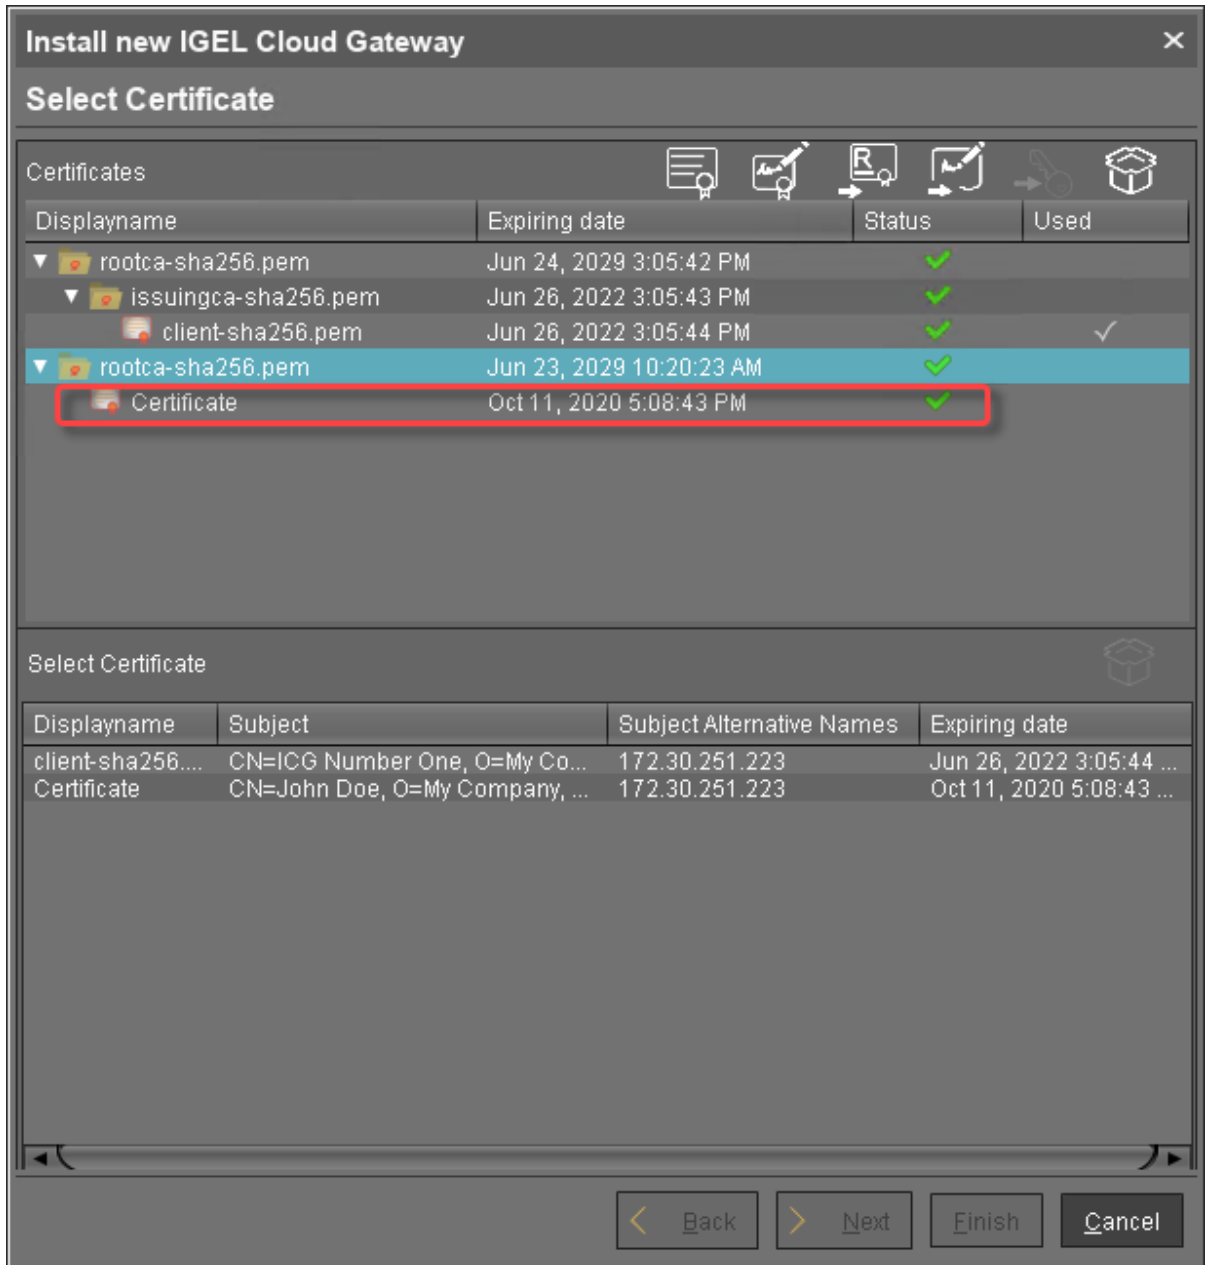 Install new IGEL Cloud Gateway
Select Certificate
Certificates
Displayname Expiring date Status Used
rootca-sha256.pem Jun 24, 2029 3:05:42 PM
issuingca-sha256.pem Jun 26, 2022 3:05:43 PM
client-sha256.pem Jun 26, 2022 3:05:44 PM
rootca-sha256.pem Jun 23, 2029 10:20:23 AM
Certificate Oct 11, 2020 5:08:43 PM
Select Certificate
Displayname Subject Subject Alternative Names Expiring date
client-sha256.... CN=ICG Number One, O=My Co... 172.30.251.223 Jun 26, 2022 3:05:44 ...
Certificate CN=John Doe, O=My Company, ... 172.30.251.223 Oct 11, 2020 5:08:43 ...
Back Next Finish Cancel